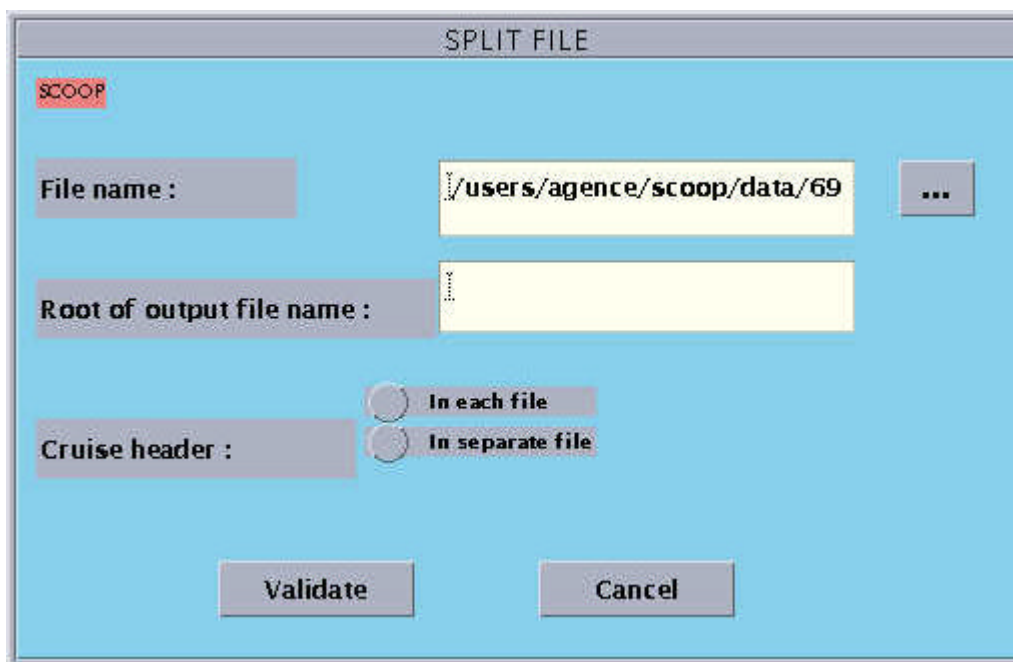 SPLIT FILE
SCOOP
File name :
/users/agence/scoop/data/69
...
Root of output file name :
In each file
In separate file
Cruise header :
Validate
Cancel